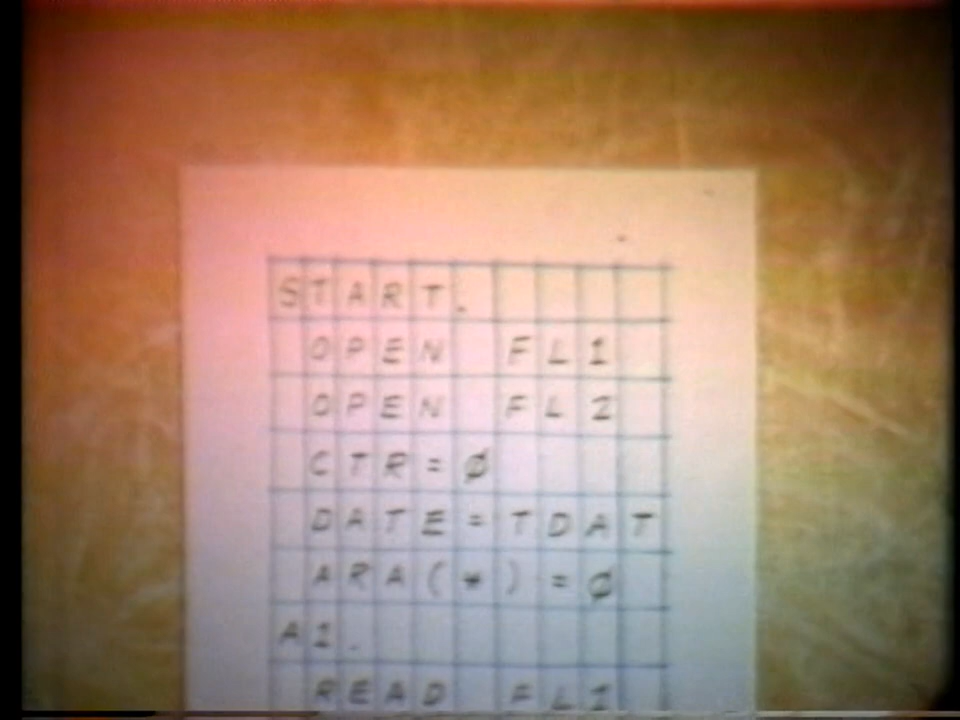 START.
OPEN FL1
OPEN FL2
CTR=Ø
DATE=TDAT
ARA(*)=Ø
A1.
READ FL1